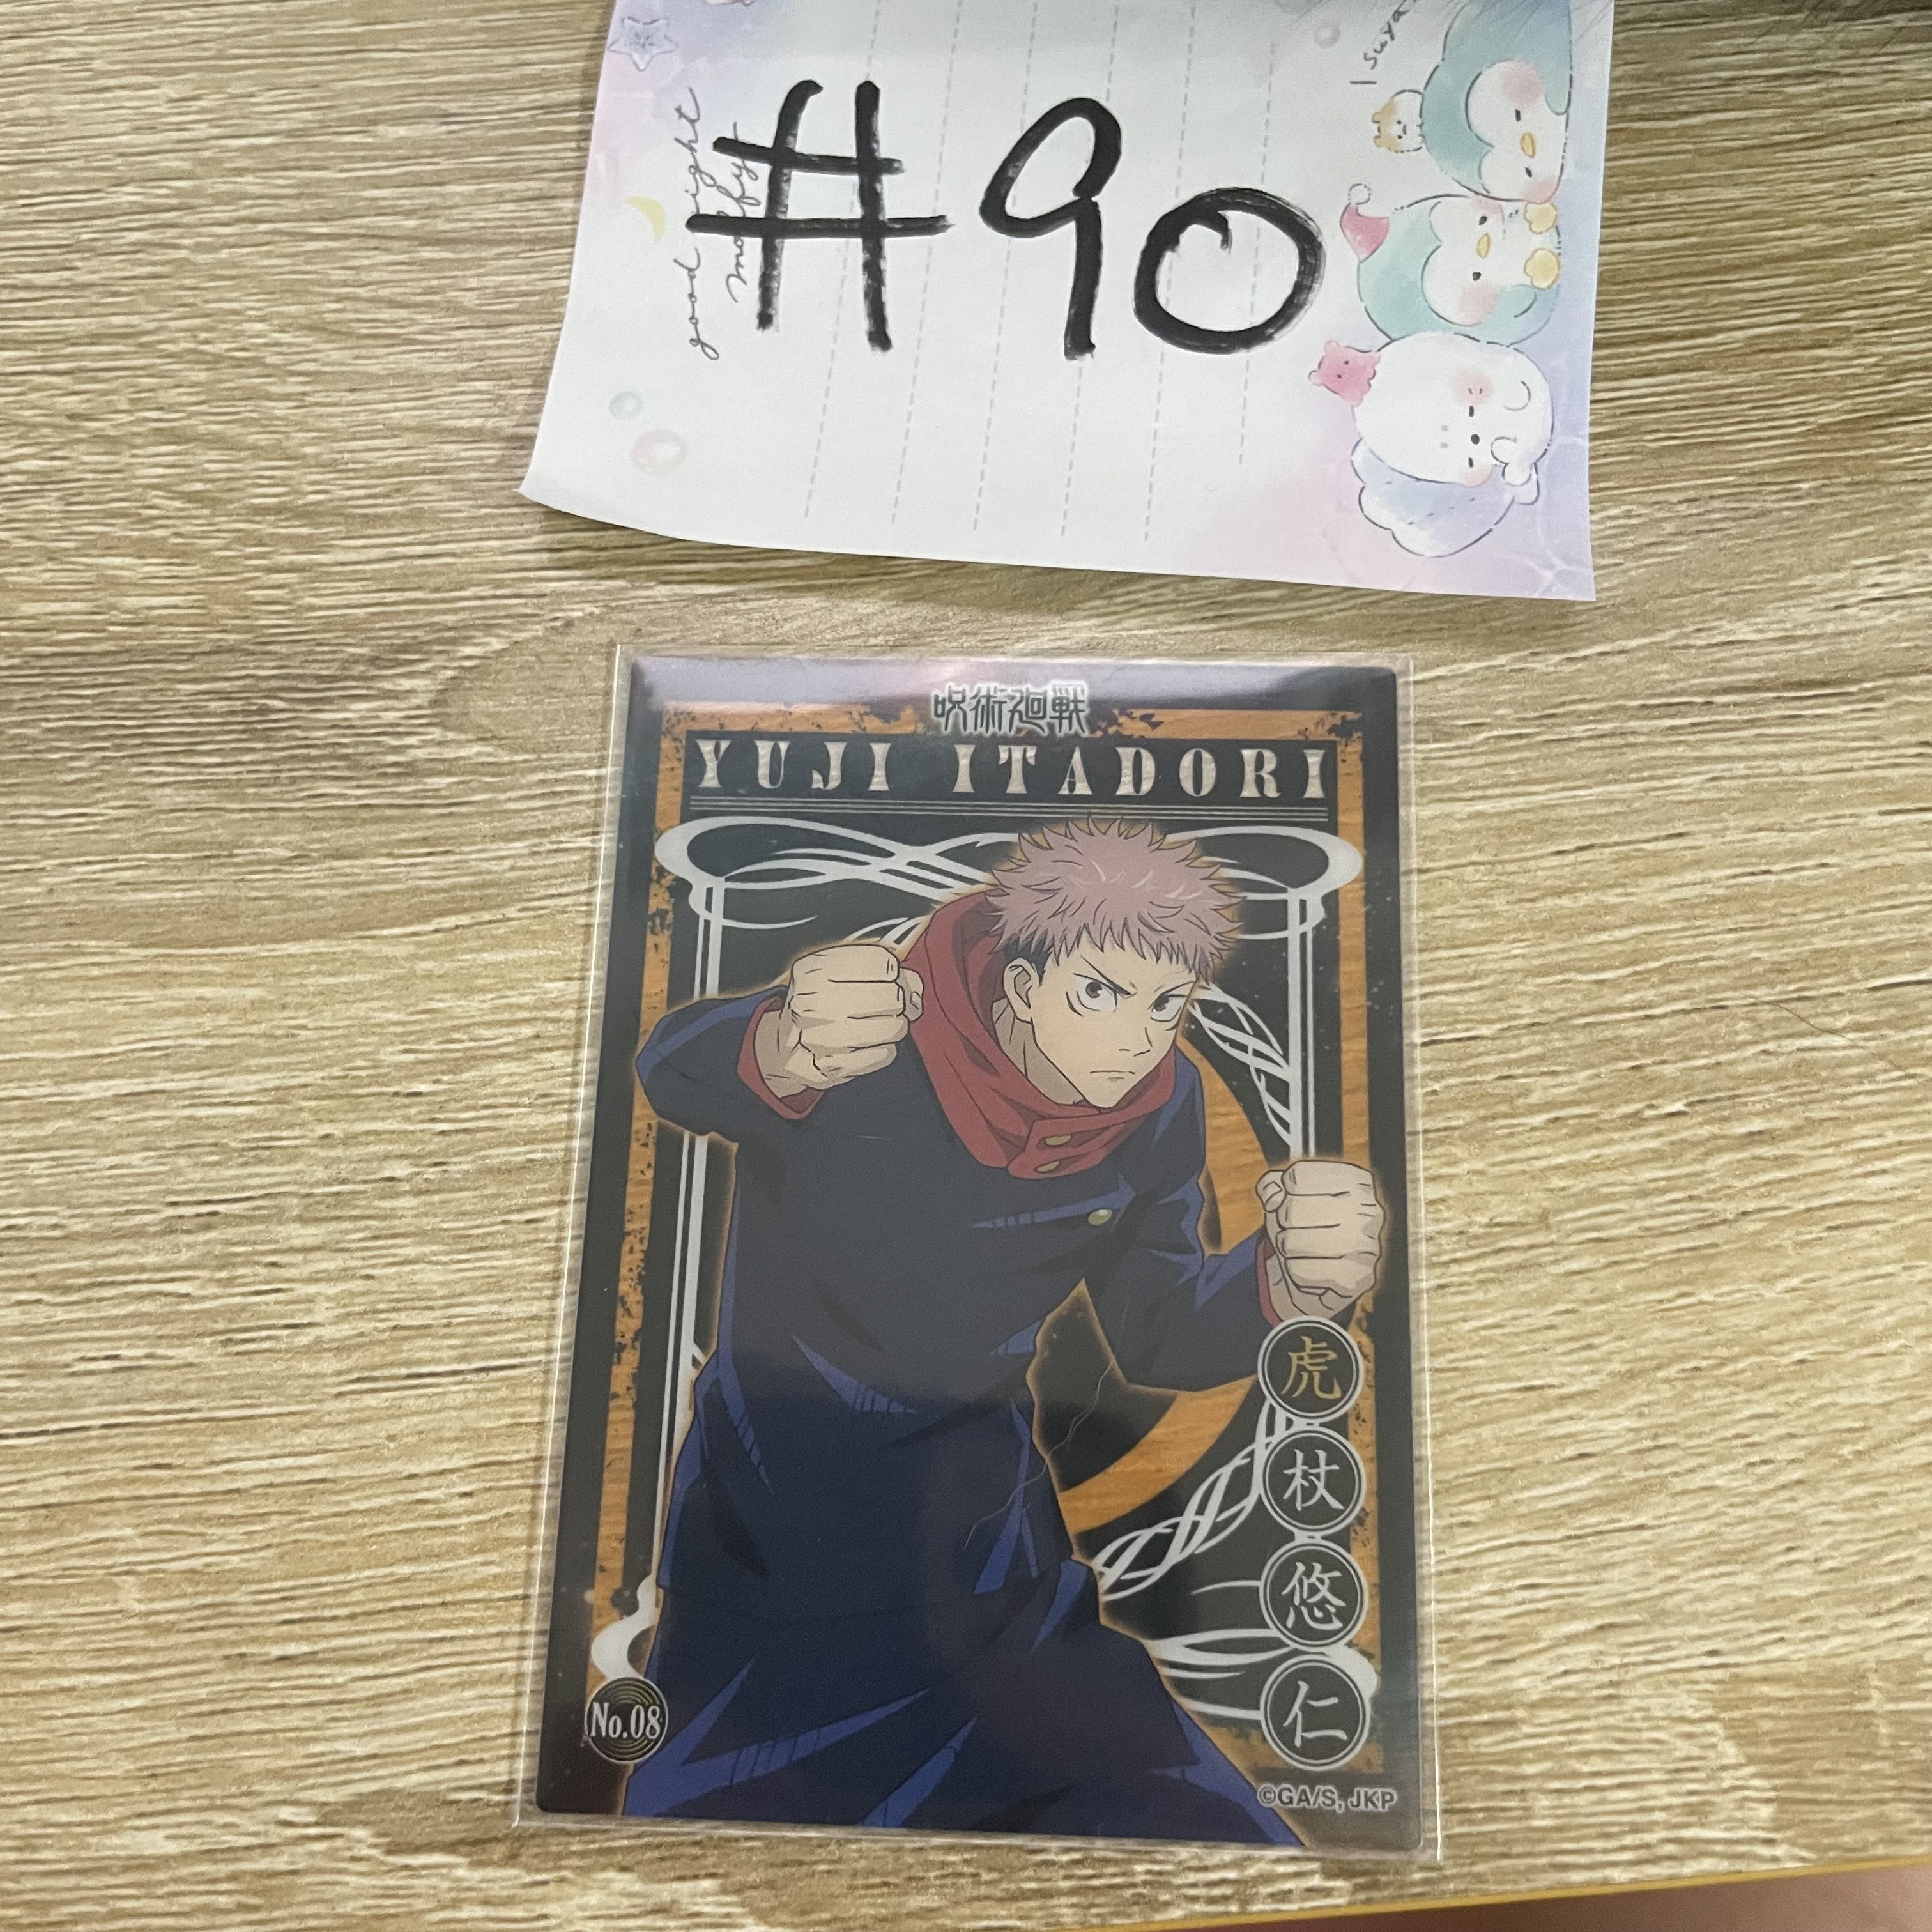 Suya
#90
good night
呪術廻戦
YUJI ITADORI
虎
杖
悠
仁
No.08
©GA/S, JKP